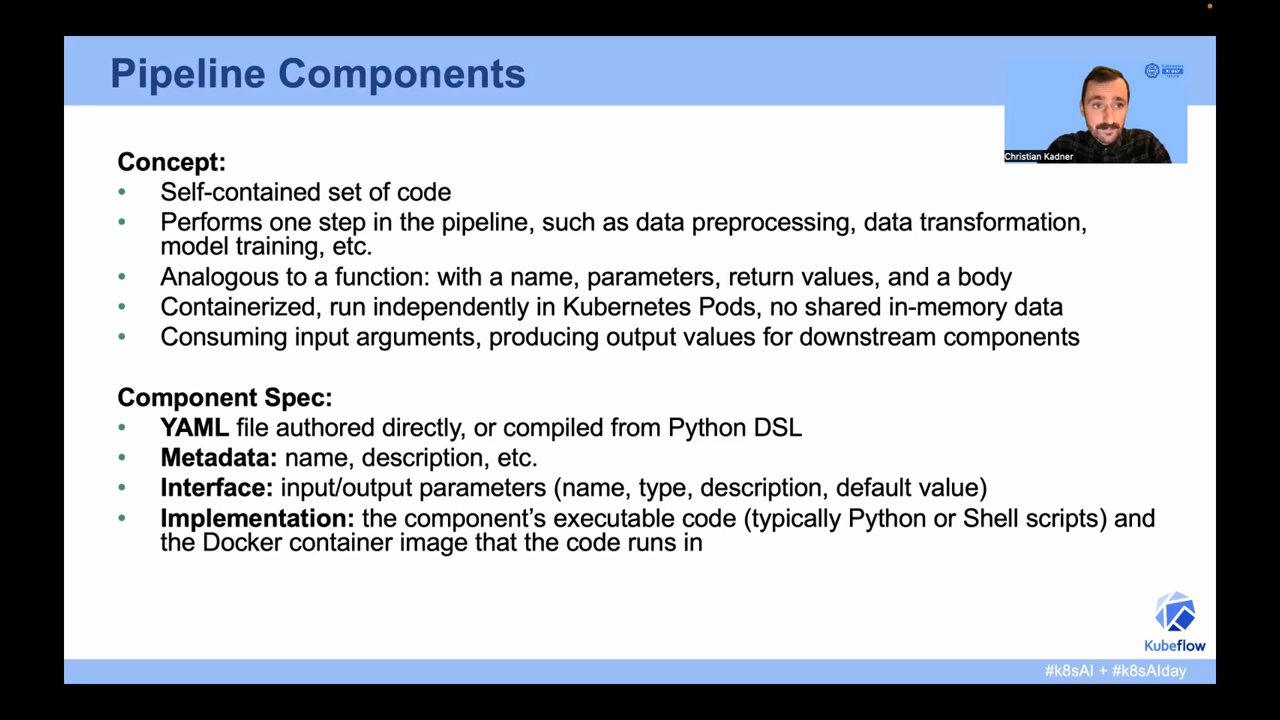 Pipeline Components
Christian Kadner
Concept:
• Self-contained set of code
• Performs one step in the pipeline, such as data preprocessing, data transformation,
model training, etc.
• Analogous to a function: with a name, parameters, return values, and a body
• Containerized, run independently in Kubernetes Pods, no shared in-memory data
• Consuming input arguments, producing output values for downstream components
Component Spec:
• YAML file authored directly, or compiled from Python DSL
• Metadata: name, description, etc.
• Interface: input/output parameters (name, type, description, default value)
• Implementation: the component’s executable code (typically Python or Shell scripts) and
the Docker container image that the code runs in
Kubeflow
#k8sAI + #k8sAIday